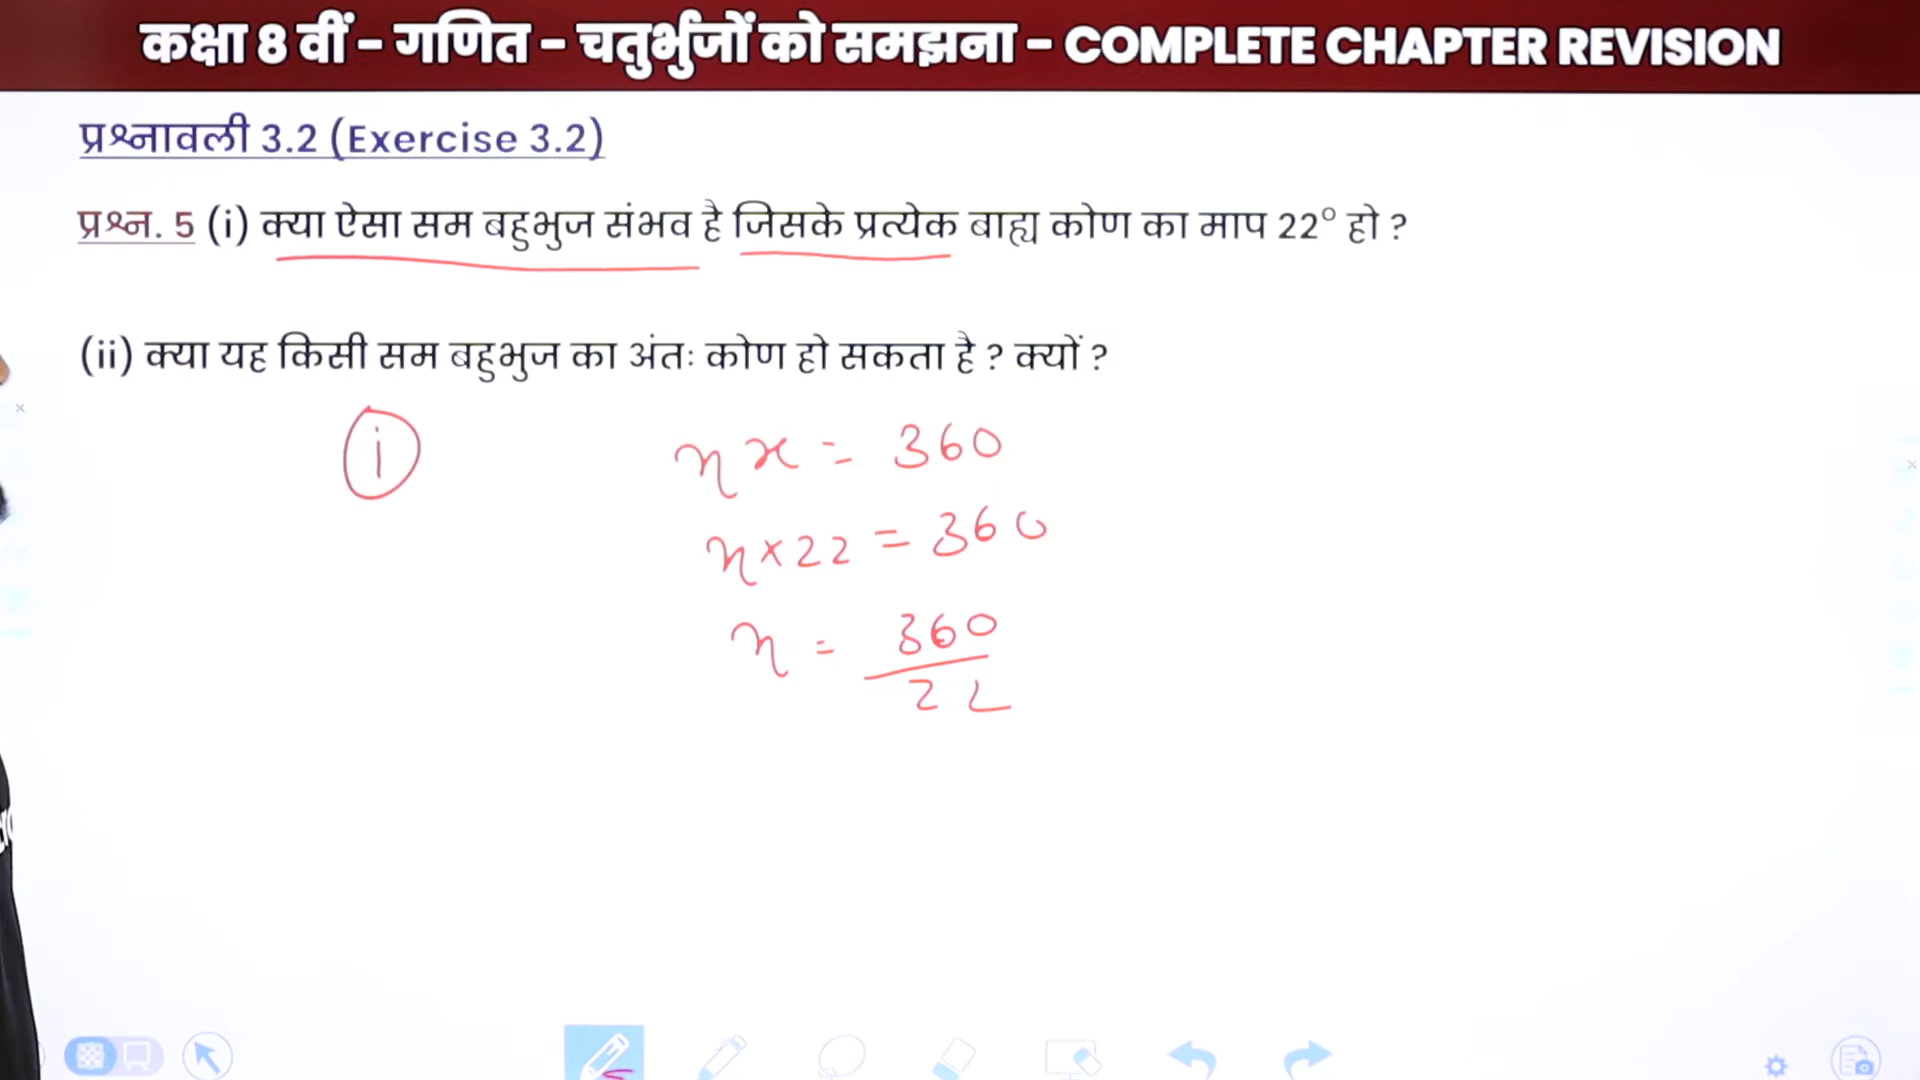 कक्षा 8 वीं – गणित – चतुर्भुजों को समझना – COMPLETE CHAPTER REVISION
प्रश्नावली 3.2 (Exercise 3.2)
प्रश्न. 5 (i) क्या ऐसा सम बहुभुज संभव है जिसके प्रत्येक बाह्य कोण का माप 22° हो ?
(ii) क्या यह किसी सम बहुभुज का अंतः कोण हो सकता है ? क्यों ?
i
n x = 360
n × 22 = 360
n = 360
22